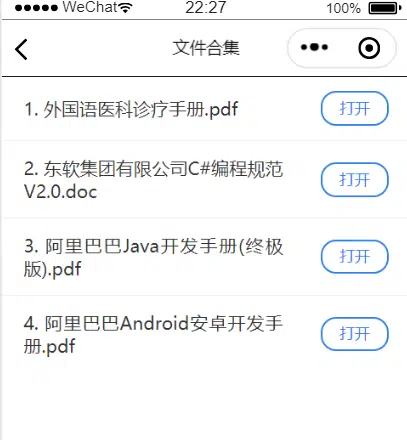 WeChat 22:27 100%
文件合集
1. 外国语医科诊疗手册.pdf 打开
2. 东软集团有限公司C#编程规范
V2.0.doc 打开
3. 阿里巴巴Java开发手册(终极
版).pdf 打开
4. 阿里巴巴Android安卓开发手
册.pdf 打开